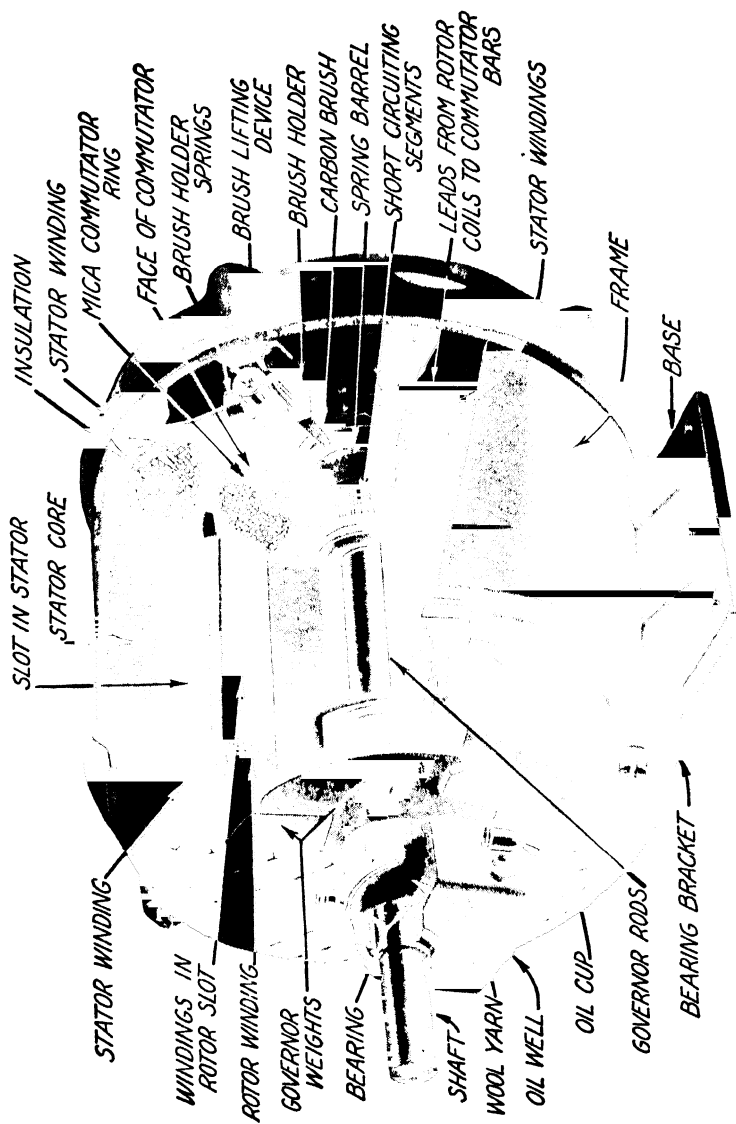 INSULATION
STATOR WINDING
MICA COMMUTATOR
RING
FACE OF COMMUTATOR
BRUSH HOLDER
SPRINGS
BRUSH LIFTING
DEVICE
BRUSH HOLDER
CARBON BRUSH
SPRING BARREL
SHORT CIRCUITING
SEGMENTS
LEADS FROM ROTOR
COILS TO COMMUTATOR
BARS
STATOR WINDINGS
FRAME
BASE
SLOT IN STATOR
STATOR CORE
STATOR WINDING
WINDINGS IN
ROTOR SLOT
ROTOR WINDING
GOVERNOR
WEIGHTS
BEARING
SHAFT
WOOL YARN
OIL WELL
OIL CUP
GOVERNOR RODS
BEARING BRACKET